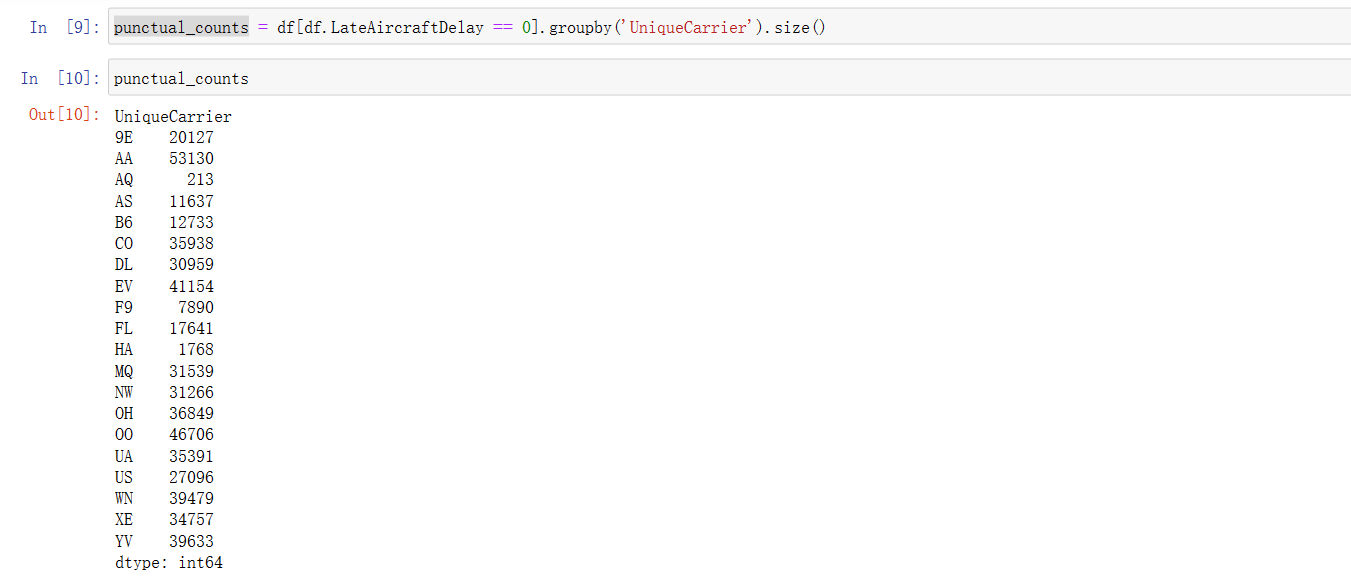 In [9]: punctual_counts = df[df.LateAircraftDelay == 0].groupby('UniqueCarrier').size()
In [10]: punctual_counts
Out[10]: UniqueCarrier
9E 20127
AA 53130
AQ 213
AS 11637
B6 12733
CO 35938
DL 30959
EV 41154
F9 7890
FL 17641
HA 1768
MQ 31539
NW 31266
OH 36849
OO 46706
UA 35391
US 27096
WN 39479
XE 34757
YV 39633
dtype: int64